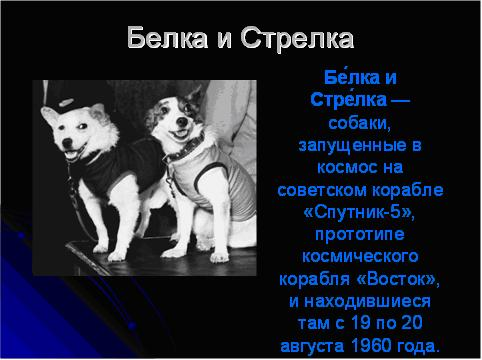 Белка и Стрелка
Бе́лка и
Стре́лка —
собаки,
запущенные в
космос на
советском корабле
«Спутник-5»,
прототипе
космического
корабля «Восток»,
и находившиеся
там с 19 по 20
августа 1960 года.